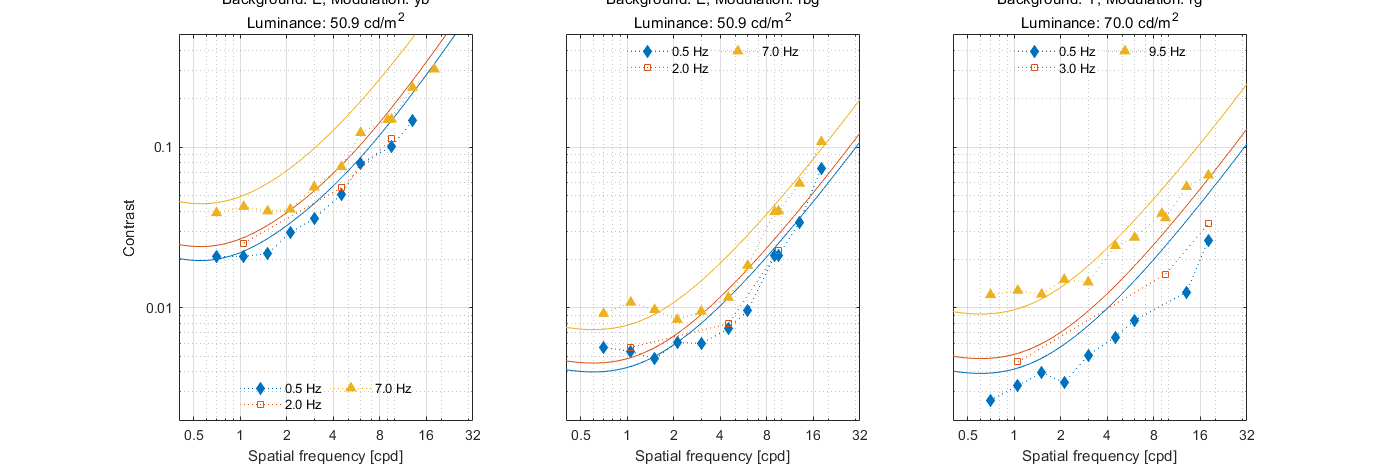 Luminance: 50.9 cd/m2
0.1
0.01
Contrast
0.5 Hz 7.0 Hz
2.0 Hz
0.5 1 2 4 8 16 32
Spatial frequency [cpd]
Luminance: 50.9 cd/m2
0.5 Hz 7.0 Hz
2.0 Hz
0.5 1 2 4 8 16 32
Spatial frequency [cpd]
Luminance: 70.0 cd/m2
0.5 Hz 9.5 Hz
3.0 Hz
0.5 1 2 4 8 16 32
Spatial frequency [cpd]